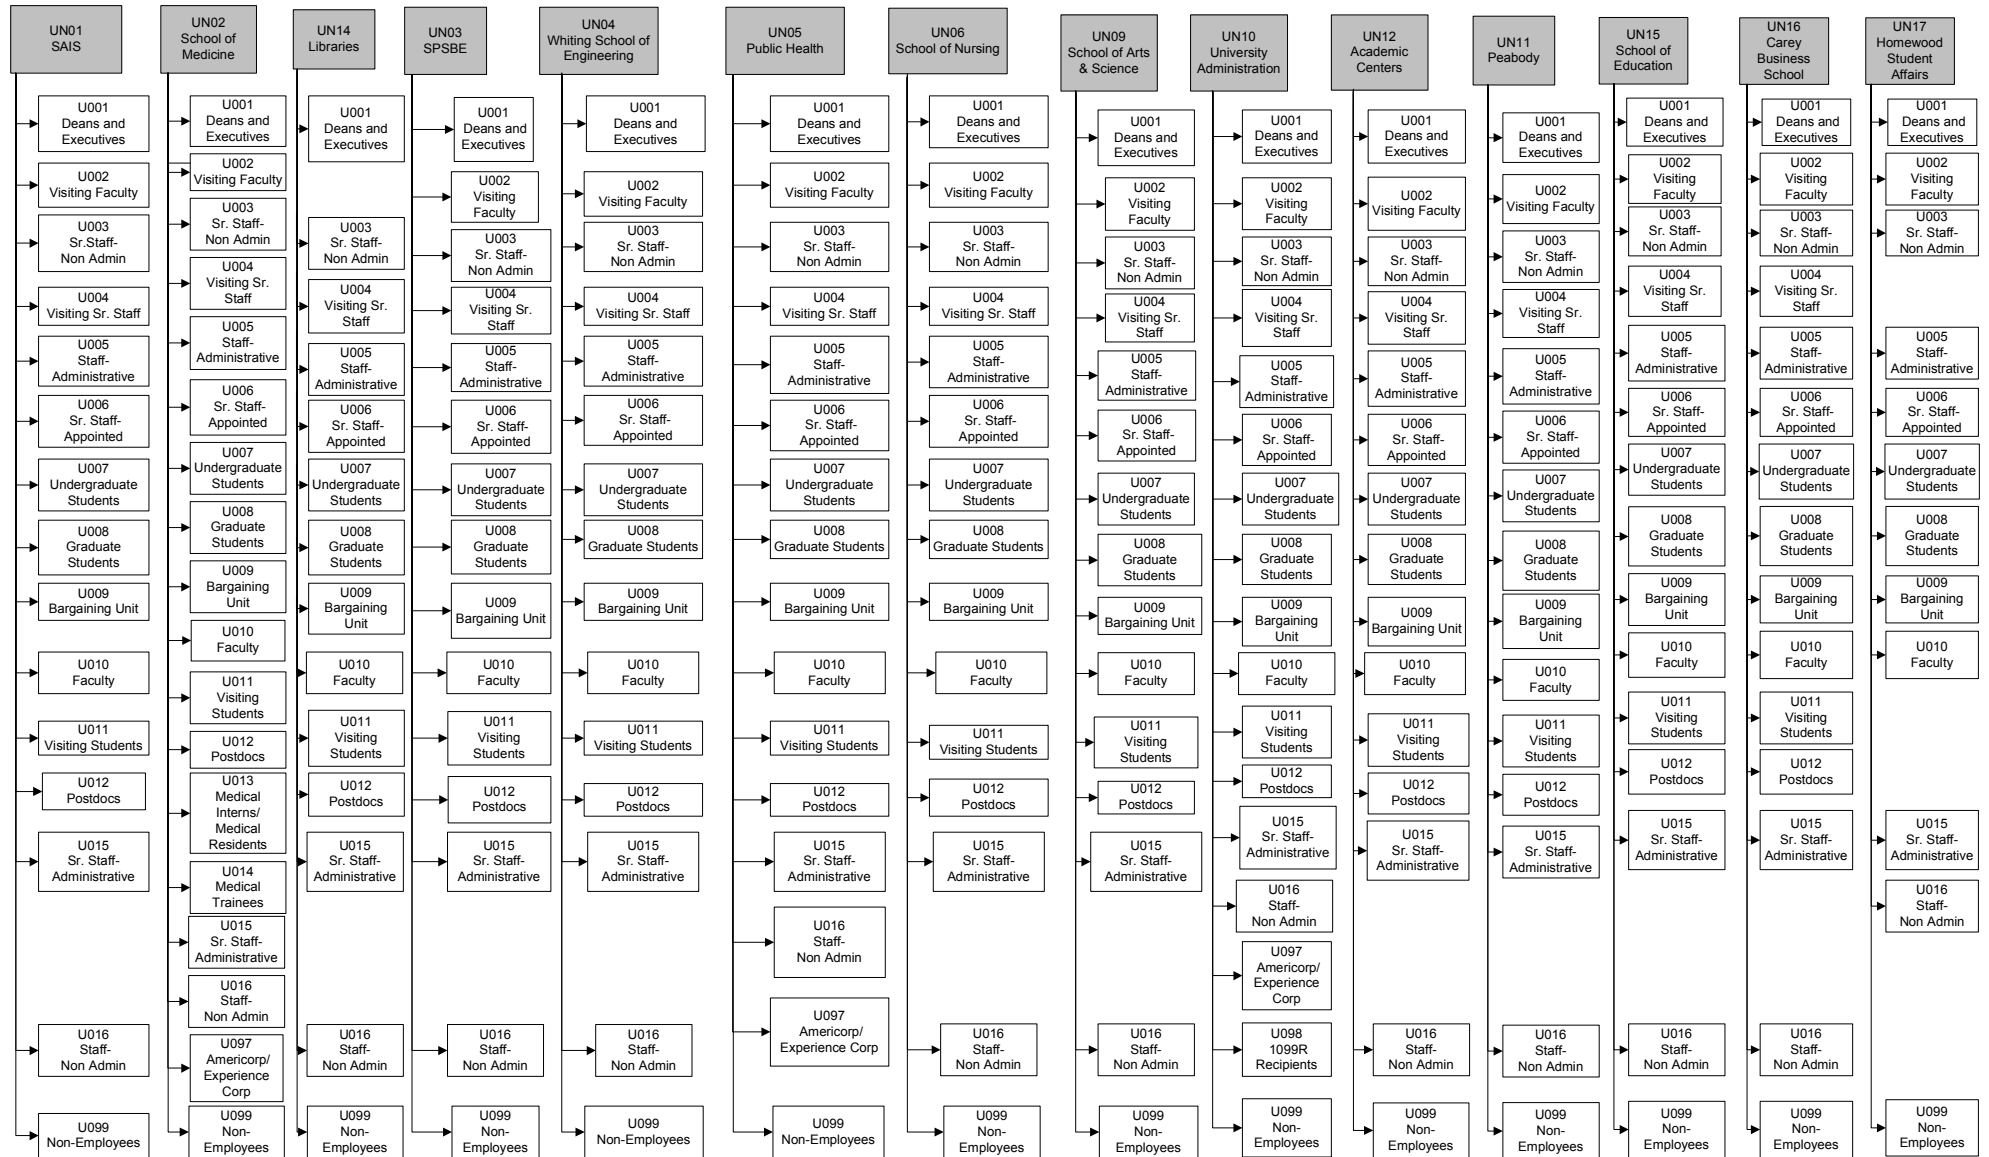 UN01
SAIS
U001
Deans and
Executives
U002
Visiting Faculty
U003
Sr.Staff-
Non Admin
U004
Visiting Sr. Staff
U005
Staff-
Administrative
U006
Sr. Staff-
Appointed
U007
Undergraduate
Students
U008
Graduate
Students
U009
Bargaining Unit
U010
Faculty
U011
Visiting Students
U012
Postdocs
U015
Sr. Staff-
Administrative
U016
Staff-
Non Admin
U099
Non-Employees
UN02
School of
Medicine
U001
Deans and
Executives
U002
Visiting Faculty
U003
Sr. Staff-
Non Admin
U004
Visiting Sr.
Staff
U005
Staff-
Administrative
U006
Sr. Staff-
Appointed
U007
Undergraduate
Students
U008
Graduate
Students
U009
Bargaining
Unit
U010
Faculty
U011
Visiting
Students
U012
Postdocs
U013
Medical
Interns/
Medical
Residents
U014
Medical
Trainees
U015
Sr. Staff-
Administrative
U016
Staff-
Non Admin
U097
Americorp/
Experience
Corp
U099
Non-
Employees
UN14
Libraries
U001
Deans and
Executives
U003
Sr. Staff-
Non Admin
U004
Visiting Sr.
Staff
U005
Staff-
Administrative
U006
Sr. Staff-
Appointed
U007
Undergraduate
Students
U008
Graduate
Students
U009
Bargaining
Unit
U010
Faculty
U011
Visiting
Students
U012
Postdocs
U015
Sr. Staff-
Administrative
U016
Staff-
Non Admin
U099
Non-
Employees
UN03
SPSBE
U001
Deans and
Executives
U002
Visiting
Faculty
U003
Sr. Staff-
Non Admin
U004
Visiting Sr.
Staff
U005
Staff-
Administrative
U006
Sr. Staff-
Appointed
U007
Undergraduate
Students
U008
Graduate
Students
U009
Bargaining Unit
U010
Faculty
U011
Visiting
Students
U012
Postdocs
U015
Sr. Staff-
Administrative
U016
Staff-
Non Admin
U099
Non-
Employees
UN04
Whiting School of
Engineering
U001
Deans and
Executives
U002
Visiting Faculty
U003
Sr. Staff-
Non Admin
U004
Visiting Sr. Staff
U005
Staff-
Administrative
U006
Sr. Staff-
Appointed
U007
Undergraduate
Students
U008
Graduate Students
U009
Bargaining Unit
U010
Faculty
U011
Visiting Students
U012
Postdocs
U015
Sr. Staff-
Administrative
U016
Staff-
Non Admin
U099
Non-Employees
UN05
Public Health
U001
Deans and
Executives
U002
Visiting Faculty
U003
Sr. Staff-
Non Admin
U004
Visiting Sr. Staff
U005
Staff-
Administrative
U006
Sr. Staff-
Appointed
U007
Undergraduate
Students
U008
Graduate Students
U009
Bargaining Unit
U010
Faculty
U011
Visiting Students
U012
Postdocs
U015
Sr. Staff-
Administrative
U016
Staff-
Non Admin
U097
Americorp/
Experience Corp
U099
Non-Employees
UN06
School of Nursing
U001
Deans and
Executives
U002
Visiting Faculty
U003
Sr. Staff-
Non Admin
U004
Visiting Sr. Staff
U005
Staff-
Administrative
U006
Sr. Staff-
Appointed
U007
Undergraduate
Students
U008
Graduate Students
U009
Bargaining Unit
U010
Faculty
U011
Visiting Students
U012
Postdocs
U015
Sr. Staff-
Administrative
U016
Staff-
Non Admin
U099
Non-
Employees
UN09
School of Arts
& Science
U001
Deans and
Executives
U002
Visiting
Faculty
U003
Sr. Staff-
Non Admin
U004
Visiting Sr.
Staff
U005
Staff-
Administrative
U006
Sr. Staff-
Appointed
U007
Undergraduate
Students
U008
Graduate
Students
U009
Bargaining Unit
U010
Faculty
U011
Visiting
Students
U012
Postdocs
U015
Sr. Staff-
Administrative
U016
Staff-
Non Admin
U099
Non-
Employees
UN10
University
Administration
U001
Deans and
Executives
U002
Visiting
Faculty
U003
Sr. Staff-
Non Admin
U004
Visiting Sr.
Staff
U005
Staff-
Administrative
U006
Sr. Staff-
Appointed
U007
Undergraduate
Students
U008
Graduate
Students
U009
Bargaining
Unit
U010
Faculty
U011
Visiting
Students
U012
Postdocs
U015
Sr. Staff-
Administrative
U016
Staff-
Non Admin
U097
Americorp/
Experience
Corp
U098
1099R
Recipients
U099
Non-
Employees
UN12
Academic
Centers
U001
Deans and
Executives
U002
Visiting Faculty
U003
Sr. Staff-
Non Admin
U004
Visiting Sr.
Staff
U005
Staff-
Administrative
U006
Sr. Staff-
Appointed
U007
Undergraduate
Students
U008
Graduate
Students
U009
Bargaining Unit
U010
Faculty
U011
Visiting
Students
U012
Postdocs
U015
Sr. Staff-
Administrative
U016
Staff-
Non Admin
U099
Non-
Employees
UN11
Peabody
U001
Deans and
Executives
U002
Visiting Faculty
U003
Sr. Staff-
Non Admin
U004
Visiting Sr.
Staff
U005
Staff-
Administrative
U006
Sr. Staff-
Appointed
U007
Undergraduate
Students
U008
Graduate
Students
U009
Bargaining
Unit
U010
Faculty
U011
Visiting
Students
U012
Postdocs
U015
Sr. Staff-
Administrative
U016
Staff-
Non Admin
U099
Non-
Employees
UN15
School of
Education
U001
Deans and
Executives
U002
Visiting
Faculty
U003
Sr. Staff-
Non Admin
U004
Visiting Sr.
Staff
U005
Staff-
Administrative
U006
Sr. Staff-
Appointed
U007
Undergraduate
Students
U008
Graduate
Students
U009
Bargaining
Unit
U010
Faculty
U011
Visiting
Students
U012
Postdocs
U015
Sr. Staff-
Administrative
U016
Staff-
Non Admin
U099
Non-
Employees
UN16
Carey
Business
School
U001
Deans and
Executives
U002
Visiting
Faculty
U003
Sr. Staff-
Non Admin
U004
Visiting Sr.
Staff
U005
Staff-
Administrative
U006
Sr. Staff-
Appointed
U007
Undergraduate
Students
U008
Graduate
Students
U009
Bargaining
Unit
U010
Faculty
U011
Visiting
Students
U012
Postdocs
U015
Sr. Staff-
Administrative
U016
Staff-
Non Admin
U099
Non-
Employees
UN17
Homewood
Student
Affairs
U001
Deans and
Executives
U002
Visiting
Faculty
U003
Sr. Staff-
Non Admin
U005
Staff-
Administrative
U006
Sr. Staff-
Appointed
U007
Undergraduate
Students
U008
Graduate
Students
U009
Bargaining
Unit
U010
Faculty
U015
Sr. Staff-
Administrative
U016
Staff-
Non Admin
U099
Non-
Employees